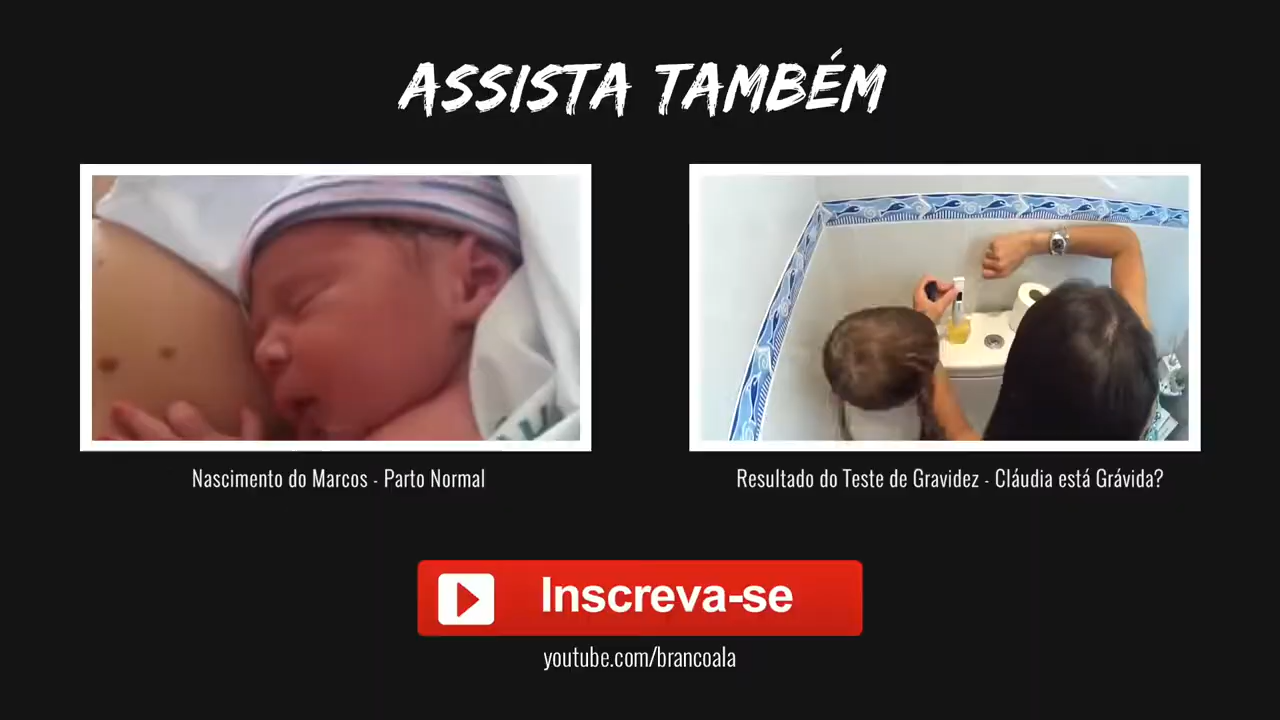 ASSISTA TAMBÉM
Nascimento do Marcos - Parto Normal
Resultado do Teste de Gravidez - Cláudia está Grávida?
Inscreva-se
youtube.com/brancoala